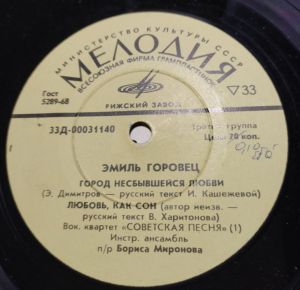 МИНИСТЕРСТВО КУЛЬТУРЫ СССР
МЕЛОДИЯ
ВСЕСОЮЗНАЯ ФИРМА ГРАМПЛАСТИНОК
Гост
5289-68
33
РИЖСКИЙ ЗАВОД
33Д-00031140
группа
Цена 70 коп.
ЭМИЛЬ ГОРОВЕЦ
ГОРОД НЕСБЫВШЕЙСЯ ЛЮБВИ
(Э. Димитров — русский текст И. Кашежевой)
ЛЮБОВЬ, КАК СОН (автор неизв. —
русский текст В. Харитонова)
Вок. квартет "СОВЕТСКАЯ ПЕСНЯ" (1)
Инстр. ансамбль
п/р Бориса Миронова